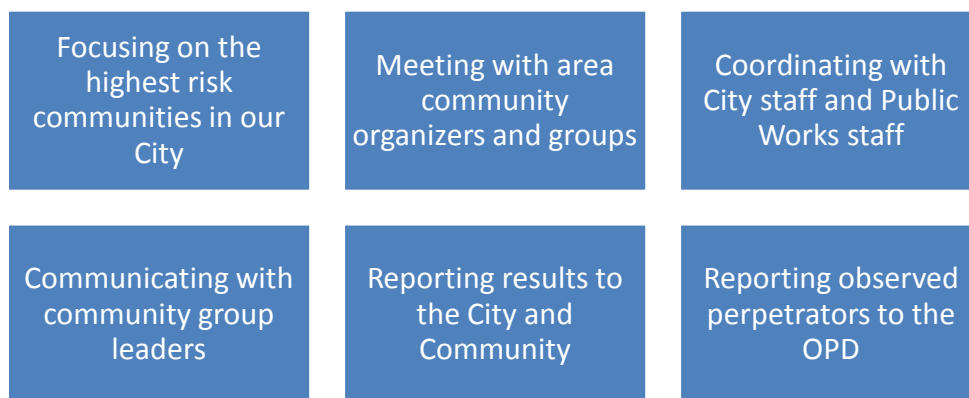 Focusing on the
highest risk
communities in our
City
Meeting with area
community
organizers and groups
Coordinating with
City staff and Public
Works staff
Communicating with
community group
leaders
Reporting results to
the City and
Community
Reporting observed
perpetrators to the
OPD